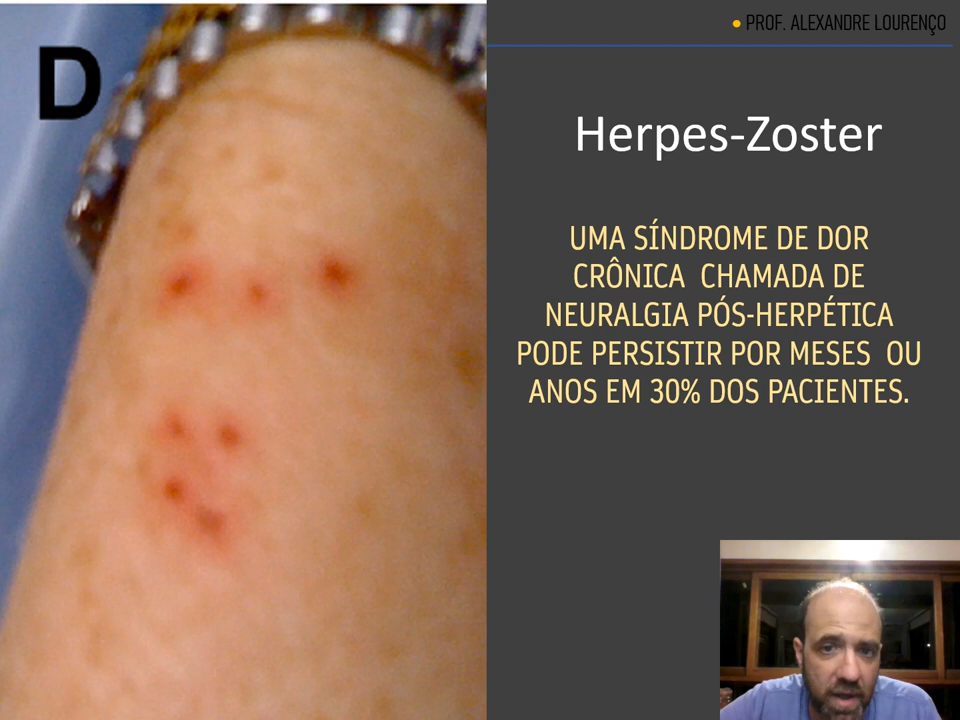 D
PROF. ALEXANDRE LOURENÇO
Herpes-Zoster
UMA SÍNDROME DE DOR
CRÔNICA CHAMADA DE
NEURALGIA PÓS-HERPÉTICA
PODE PERSISTIR POR MESES OU
ANOS EM 30% DOS PACIENTES.